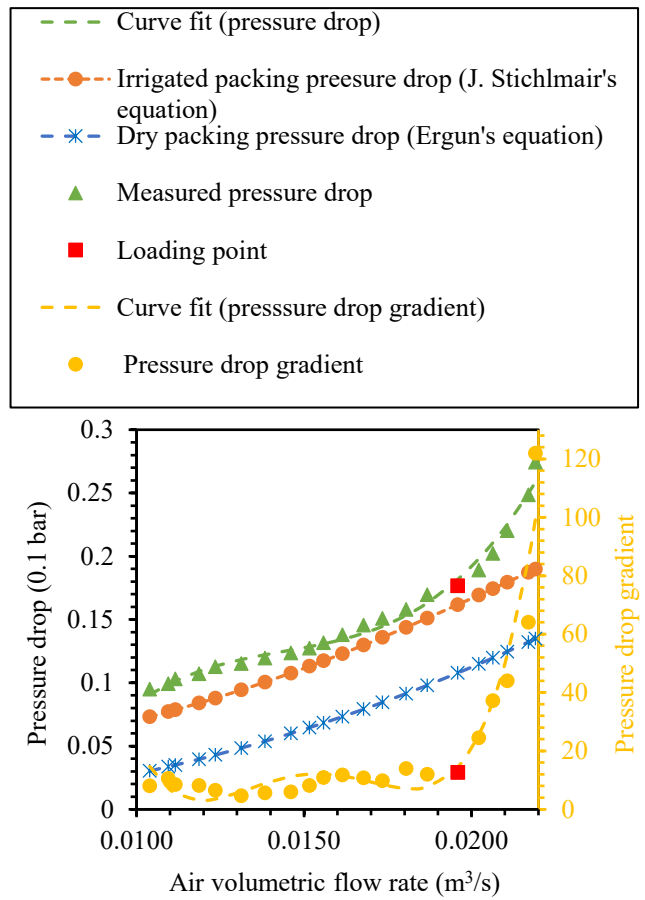 Curve fit (pressure drop)
Irrigated packing preesure drop (J. Stichlmair's
equation)
Dry packing pressure drop (Ergun's equation)
Measured pressure drop
Loading point
Curve fit (presssure drop gradient)
Pressure drop gradient
0.3
0.25
0.2
0.15
0.1
0.05
0
Pressure drop (0.1 bar)
120
100
80
60
40
20
0
Pressure drop gradient
0.0100
0.0150
0.0200
Air volumetric flow rate (m³/s)